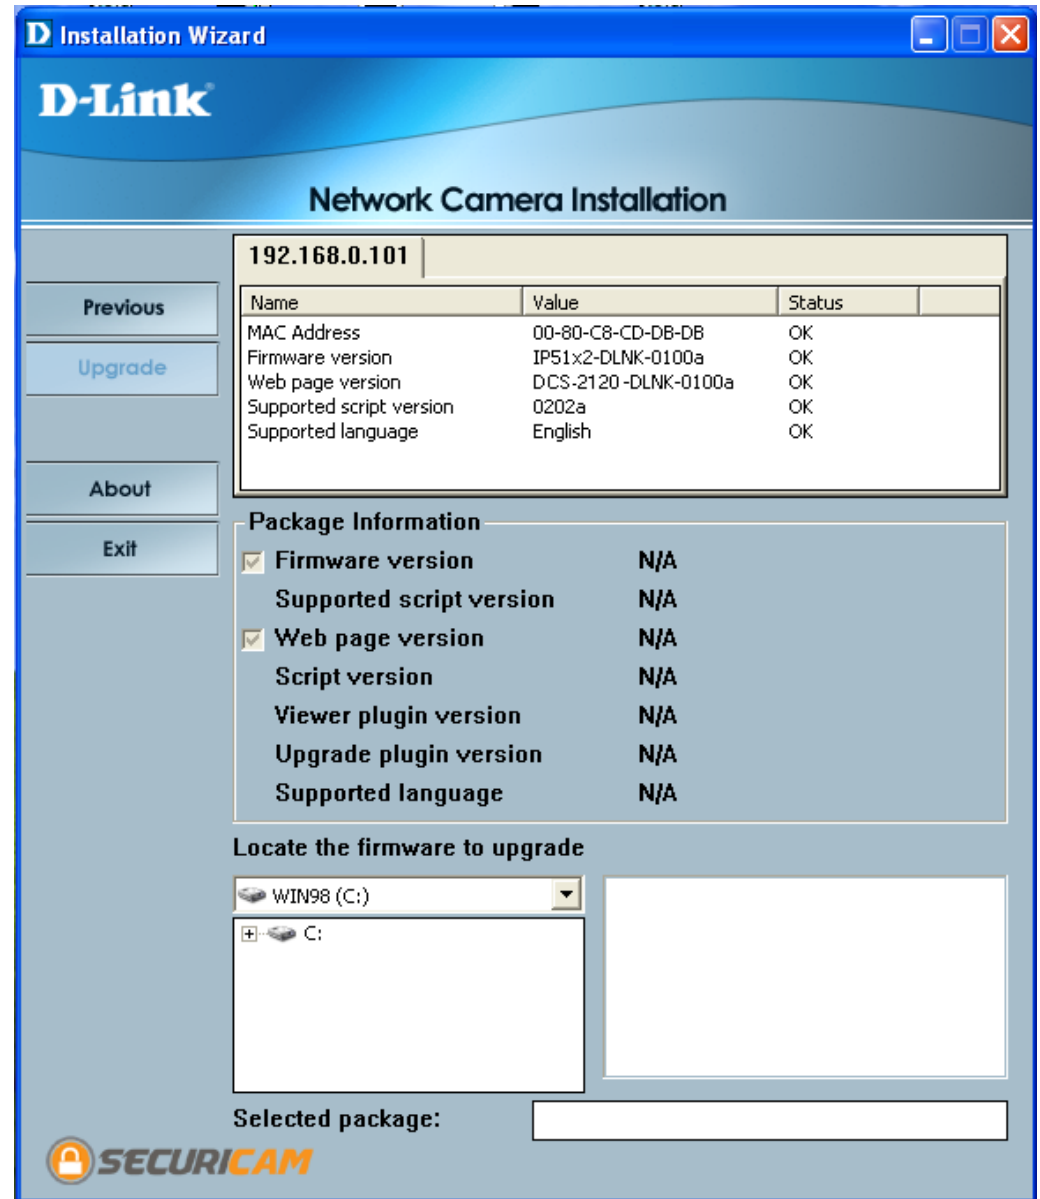 D Installation Wizard
D-Link
Network Camera Installation
192.168.0.101
Previous
Upgrade
About
Exit
Name Value Status
MAC Address 00-80-C8-CD-DB-DB OK
Firmware version IP51x2-DLNK-0100a OK
Web page version DCS-2120-DLNK-0100a OK
Supported script version 0202a OK
Supported language English OK
Package Information
Firmware version N/A
Supported script version N/A
Web page version N/A
Script version N/A
Viewer plugin version N/A
Upgrade plugin version N/A
Supported language N/A
Locate the firmware to upgrade
WIN98 (C:)
C:
Selected package:
SECURICAM